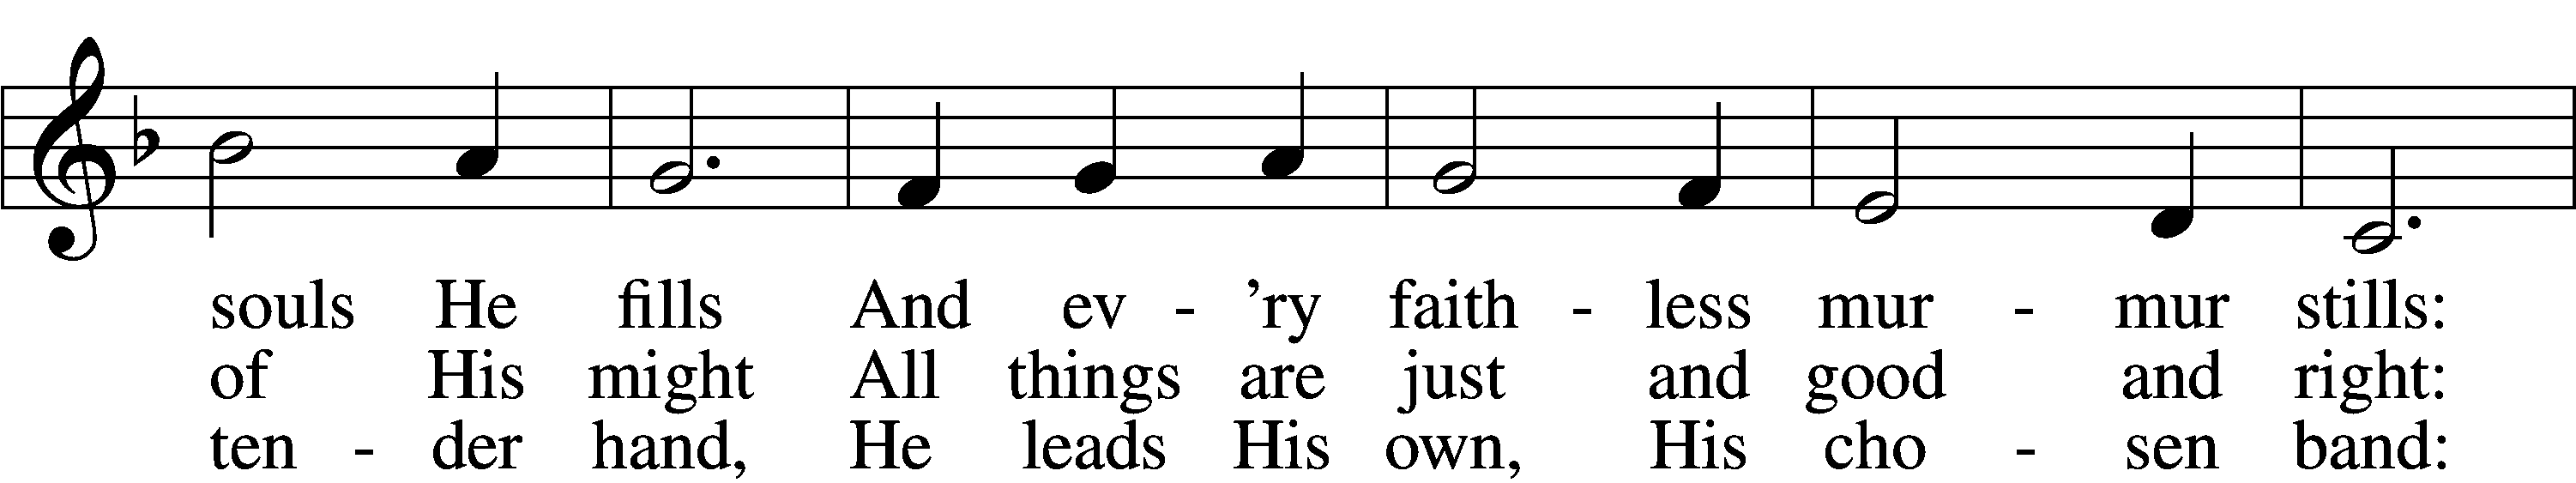 souls He fills And ev - ’ry faith - less mur - mur stills:
of His might All things are just and good and right:
ten - der hand, He leads His own, His cho - sen band: